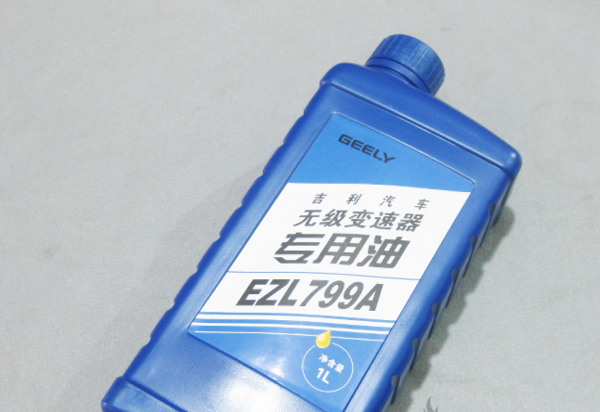 GEELY
吉利汽车
无级变速器
专用油
EZL799A
净含量
1L